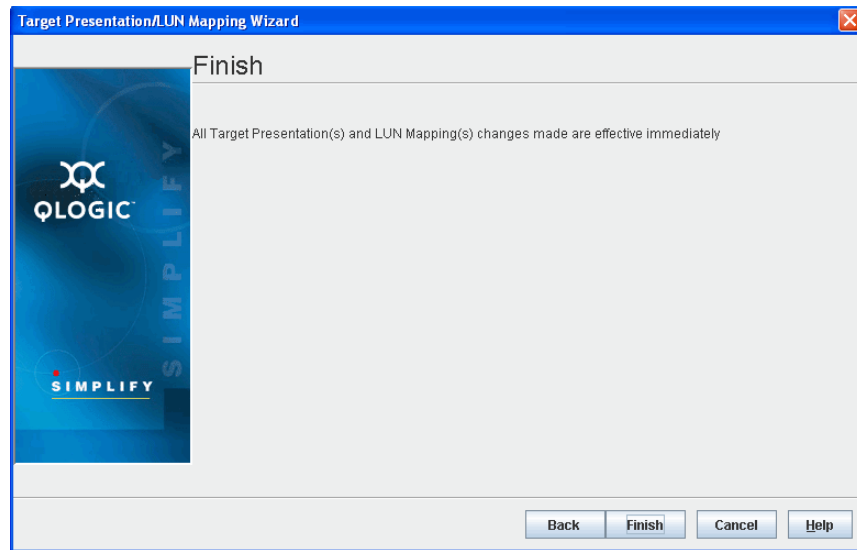 Target Presentation/LUN Mapping Wizard
Finish
All Target Presentation(s) and LUN Mapping(s) changes made are effective immediately
QLOGIC™
SIMPLIFY
SIMPLIFY
Back Finish Cancel Help